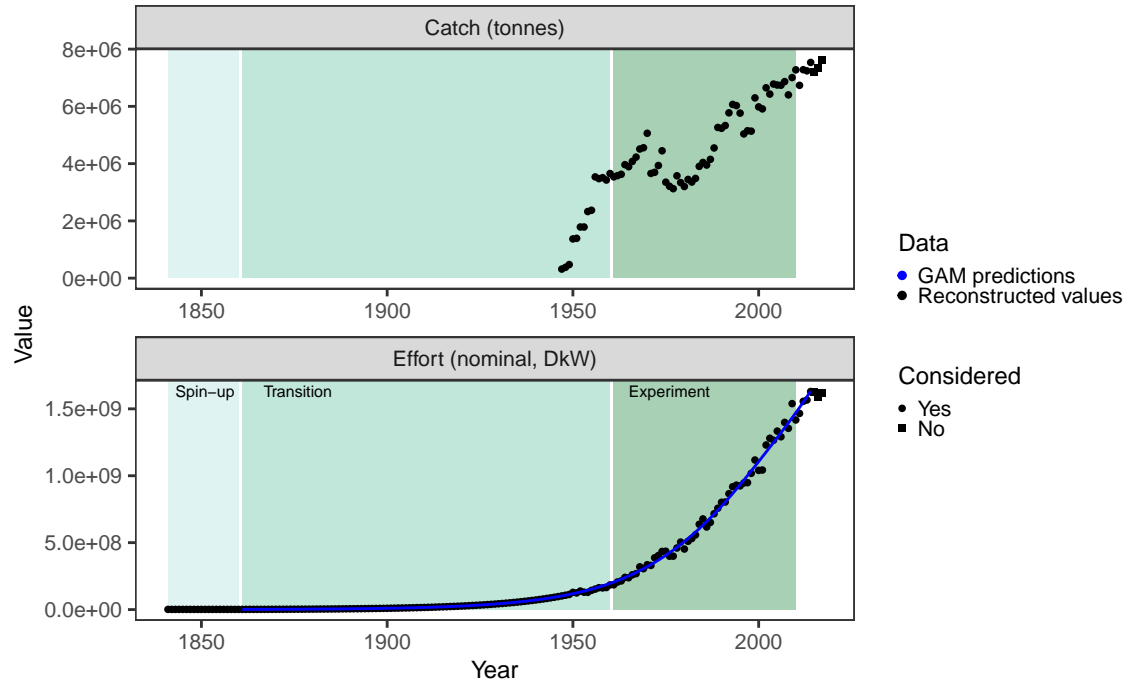 Catch (tonnes)
8e+06
6e+06
4e+06
2e+06
0e+00
1850 1900 1950 2000
Value
Effort (nominal, DkW)
Spin−up Transition Experiment
1.5e+09
1.0e+09
5.0e+08
0.0e+00
1850 1900 1950 2000
Year
Data
GAM predictions
Reconstructed values
Considered
Yes
No